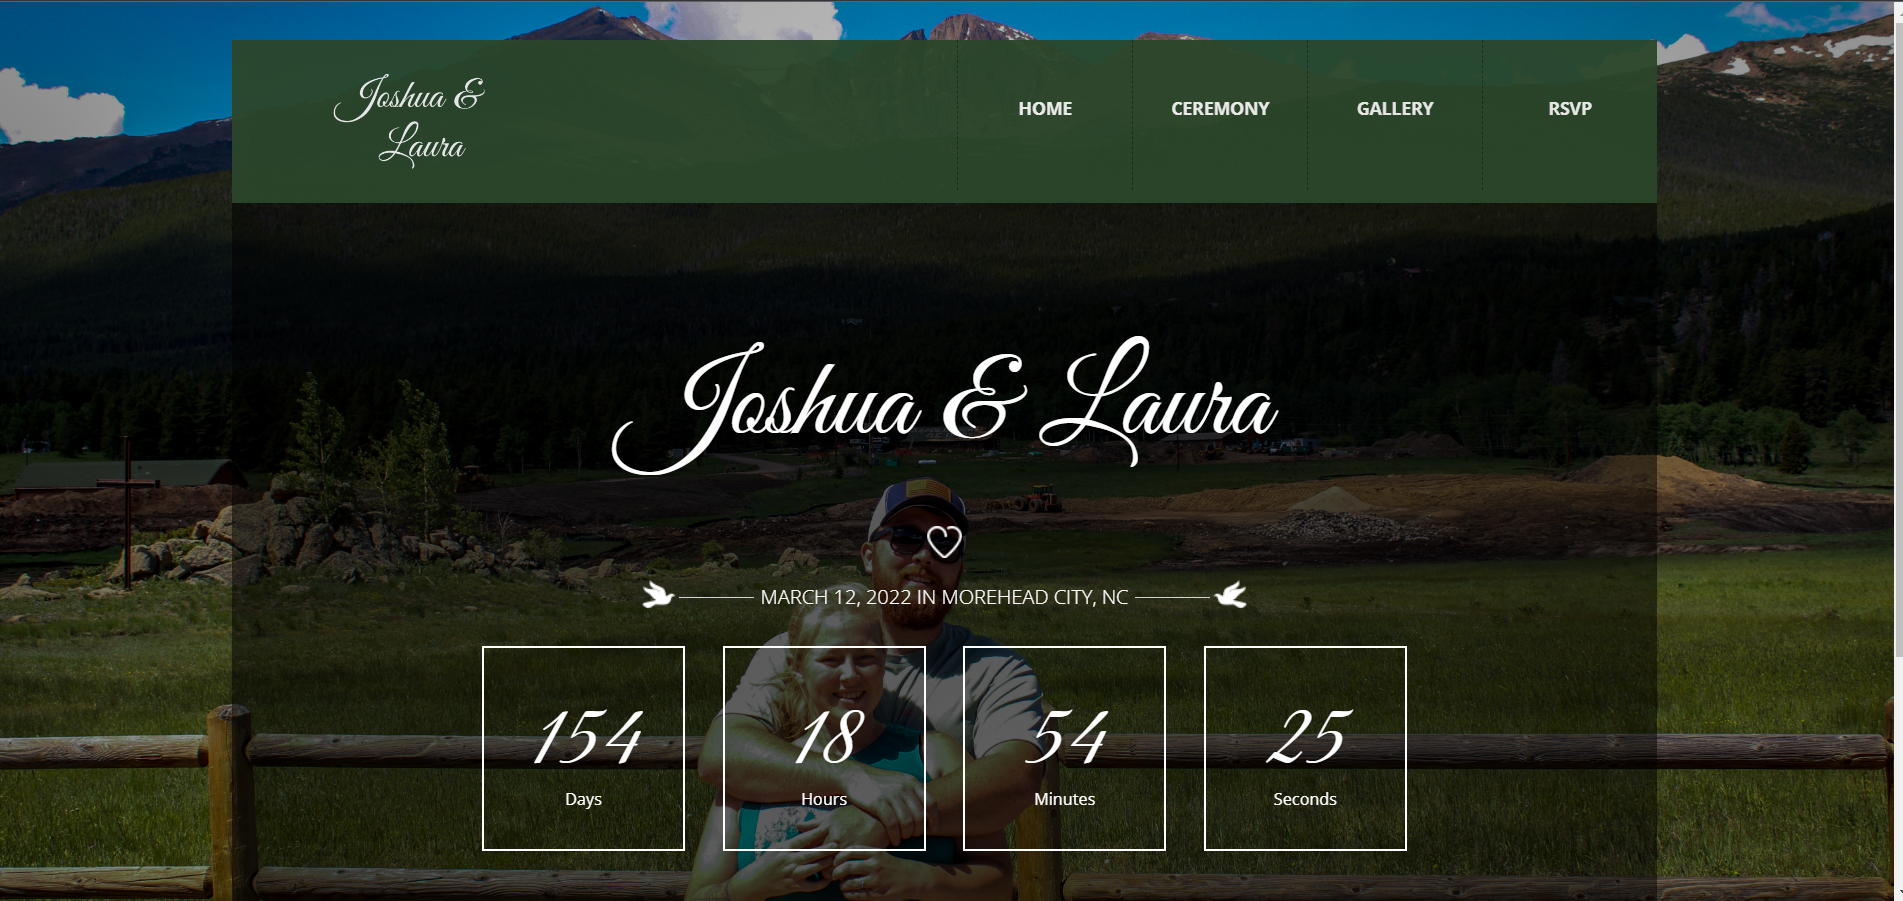 Joshua &
Laura
HOME CEREMONY GALLERY RSVP
Joshua & Laura
MARCH 12, 2022 IN MOREHEAD CITY, NC
154 18 54 25
Days Hours Minutes Seconds